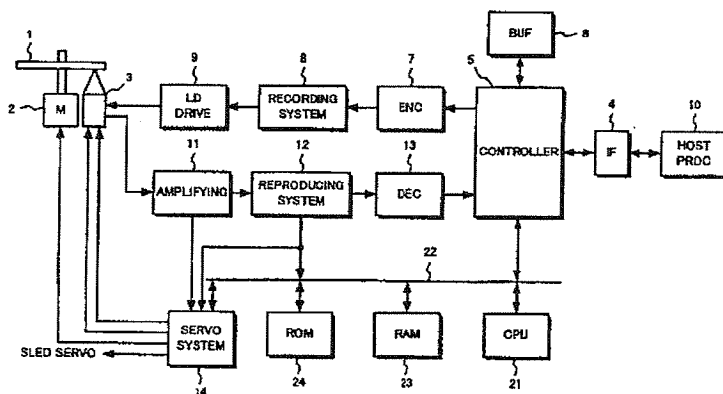 BUF
6
1
3
9
8
7
5
LD
DRIVE
RECORDING
SYSTEM
ENC
4
10
2
M
IF
HOST
PROC
CONTROLLER
11
12
13
AMPLIFYING
REPRODUCING
SYSTEM
DEC
22
SERVO
SYSTEM
ROM
RAM
CPU
SLED SERVO
14
24
23
21